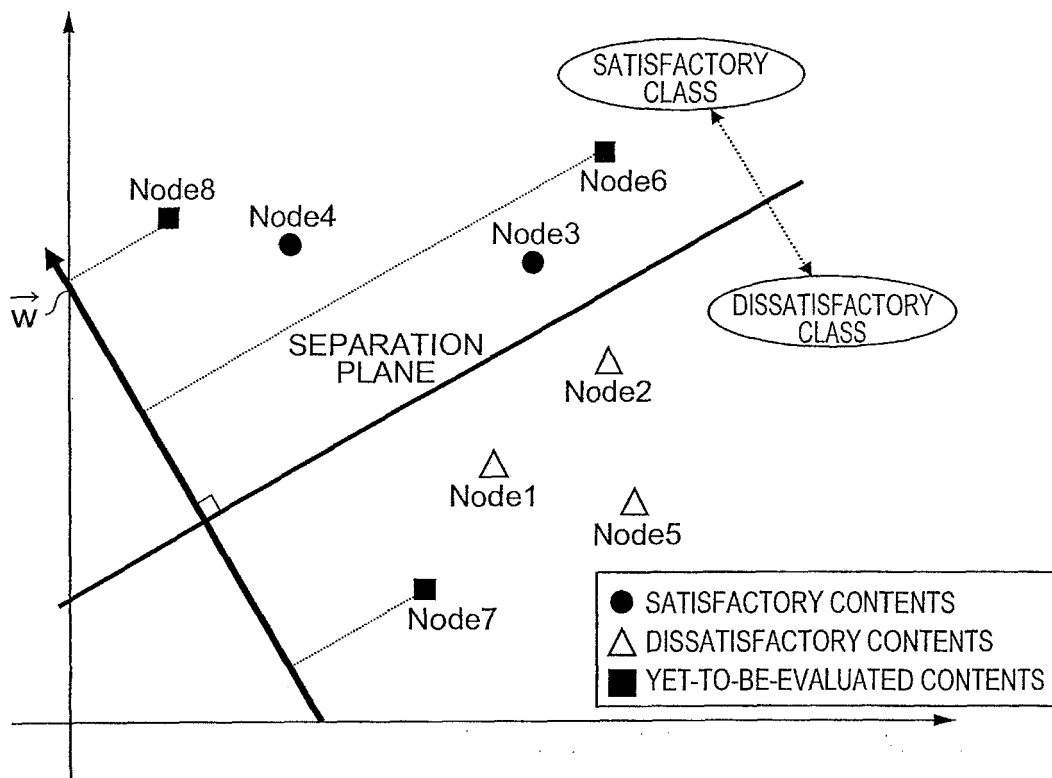 SATISFACTORY
CLASS
Node6
Node8
Node4
Node3
w
DISSATISFACTORY
CLASS
SEPARATION
PLANE
Node2
Node1
Node5
Node7
SATISFACTORY CONTENTS
DISSATISFACTORY CONTENTS
YET-TO-BE-EVALUATED CONTENTS